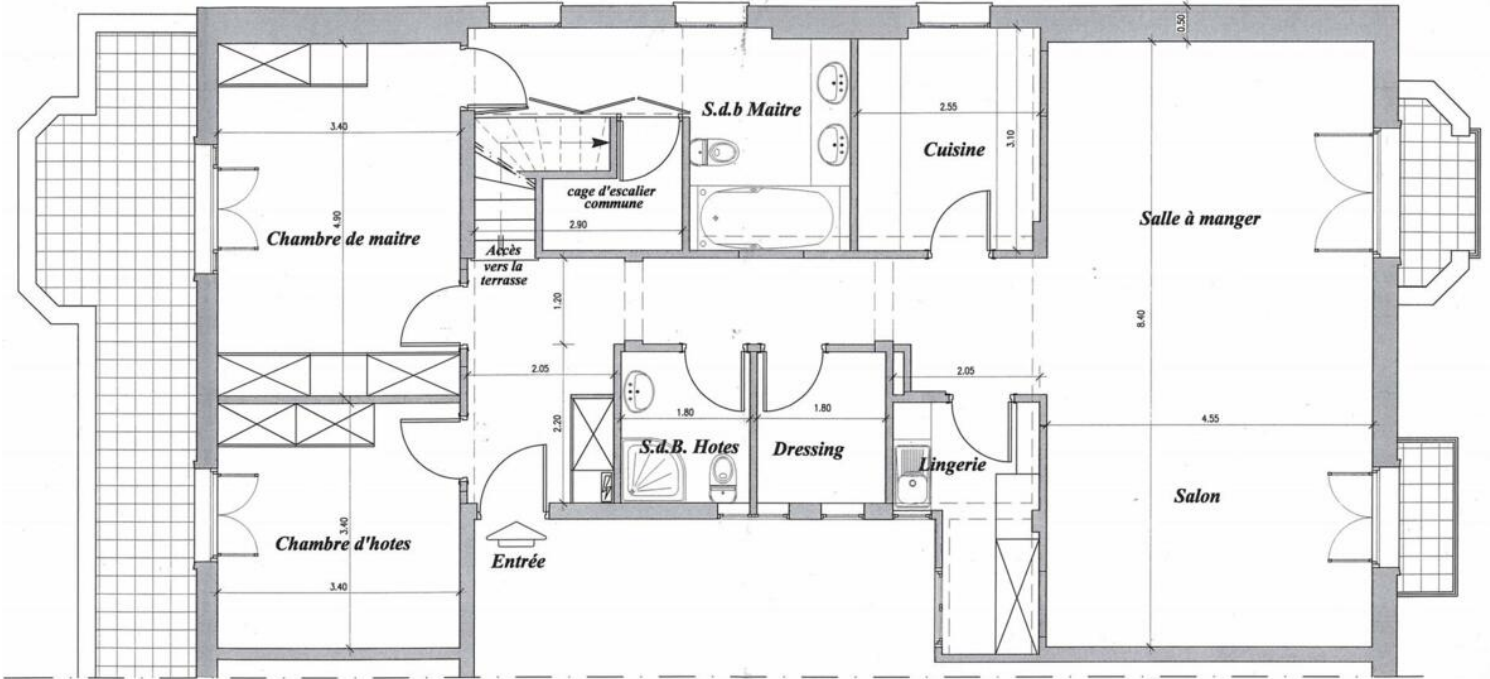 0.50
S.d.b Maitre
2.55
3.10
Cuisine
3.40
4.90
cage d'escalier
commune
2.90
Chambre de maitre
Accès
vers la
terrasse
Salle à manger
1.20
8.40
2.05
2.05
1.80
1.80
2.20
4.55
S.d.B. Hotes
Dressing
Lingerie
Salon
3.40
Chambre d'hotes
Entrée
3.40